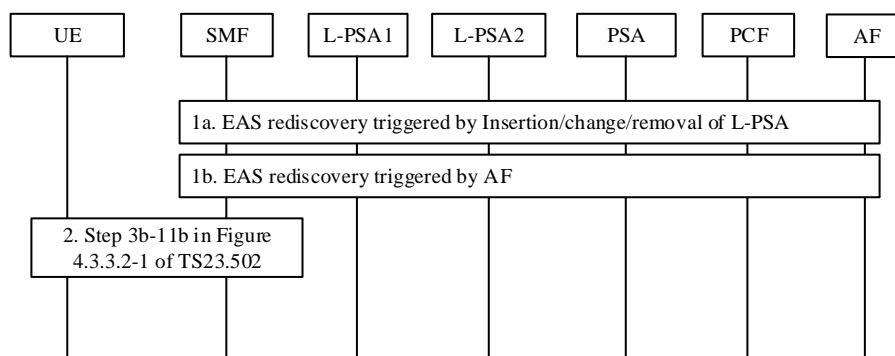 UE SMF L-PSA1 L-PSA2 PSA PCF AF
1a. EAS rediscovery triggered by Insertion/change/removal of L-PSA
1b. EAS rediscovery triggered by AF
2. Step 3b-11b in Figure
4.3.3.2-1 of TS23.502